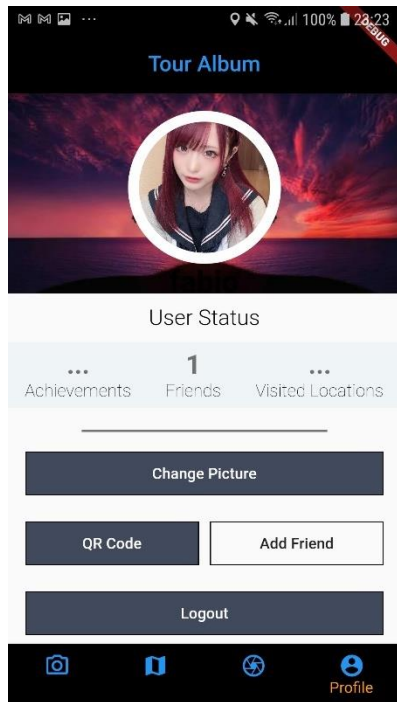 ... 100% 23:23
DEBUG
Tour Album
User Status
... 1 ...
Achievements Friends Visited Locations
Change Picture
QR Code Add Friend
Logout
Profile